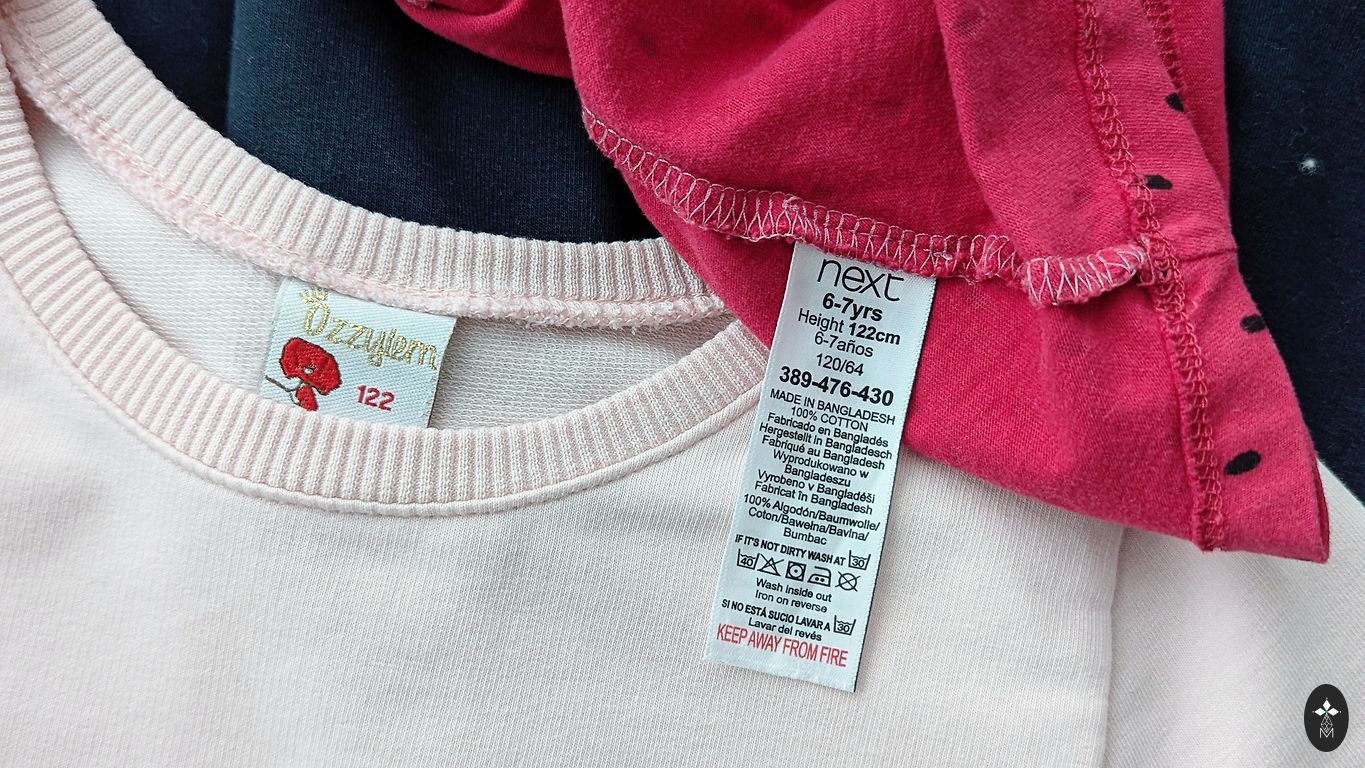 Özzylem
122
next
6-7yrs
Height 122cm
6-7años
120/64
389-476-430
MADE IN BANGLADESH
100% COTTON
Fabricado en Bangladés
Hergestellt in Bangladesch
Fabriqué au Bangladesh
Wyprodukowano w
Bangladeszu
Vyrobeno v Bangladéši
Fabricat în Bangladesh
100% Algodón/Baumwolle/
Coton/Bawełna/Bavlna/
Bumbac
IF IT'S NOT DIRTY WASH AT 30
40
Wash inside out
Iron on reverse
SI NO ESTÁ SUCIO LAVAR A 30
Lavar del revés
KEEP AWAY FROM FIRE
M